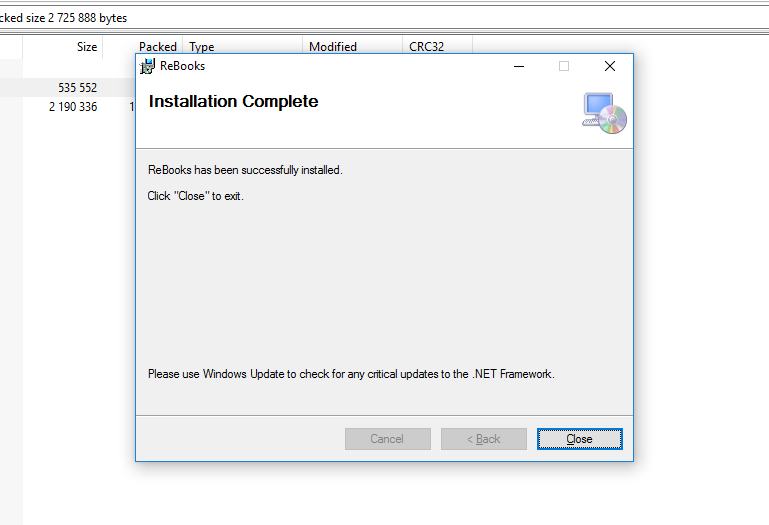 cked size 2 725 888 bytes
Size Packed Type Modified CRC32
ReBooks
535 552
Installation Complete
2 190 336 1
ReBooks has been successfully installed.
Click "Close" to exit.
Please use Windows Update to check for any critical updates to the .NET Framework.
Cancel < Back Close